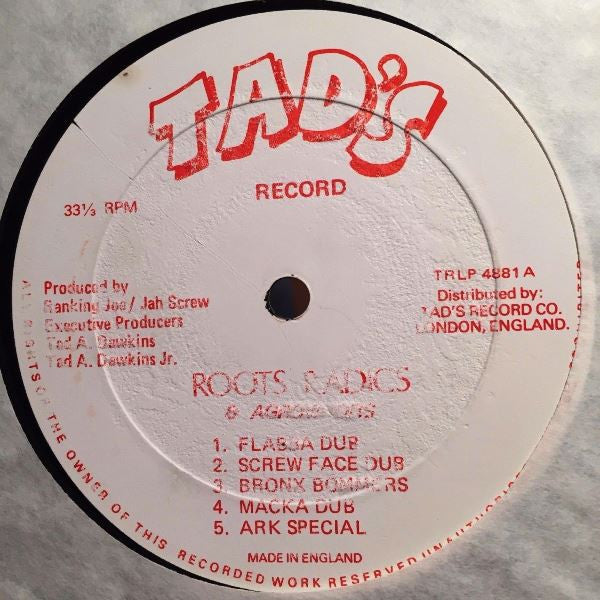 TAD'S
RECORD
33⅓ RPM
Produced by
Ranking Joe / Jah Screw
Executive Producers
Tad A. Dawkins
Tad A. Dawkins Jr.
TRLP 4881 A
Distributed by:
TAD'S RECORD CO.
LONDON, ENGLAND.
ROOTS RADICS
&
1. FLABBA DUB
2. SCREW FACE DUB
3. BRONX BOMMERS
4. MACKA DUB
5. ARK SPECIAL
MADE IN ENGLAND
ALL RIGHTS OF THE OWNER OF THIS RECORDED WORK RESERVED